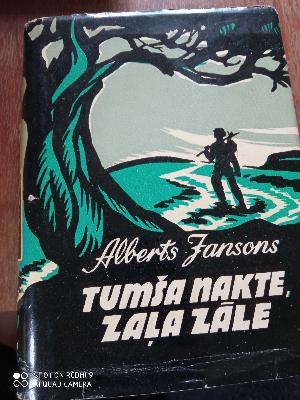 Alberts Jansons
TUMŠA NAKTE,
ZAĻA ZĀLE
SHOT ON REDMI 9
AI QUAD CAMERA